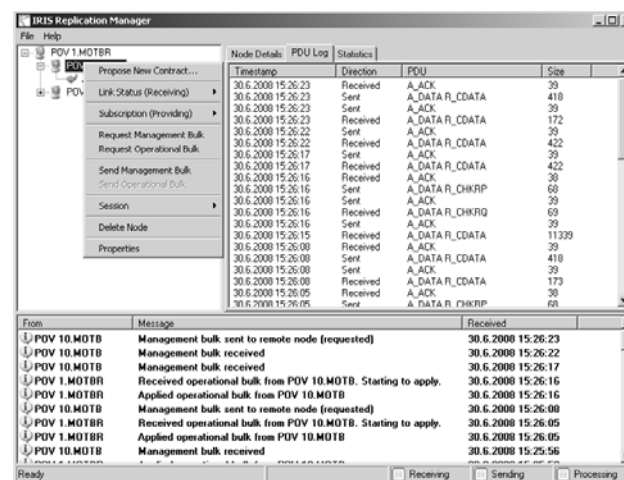 IRIS Replication Manager
File Help
POV 1.MOTBR
POV
POV
Propose New Contract...
Link Status (Receiving)
Subscription (Providing)
Request Management Bulk
Request Operational Bulk
Send Management Bulk
Send Operational Bulk
Session
Delete Node
Properties
Node Details PDU Log Statistics
Timestamp Direction PDU Size
30.6.2008 15:26:23 Received A_ACK 39
30.6.2008 15:26:23 Sent A_DATA R_CDATA 418
30.6.2008 15:26:23 Sent A_ACK 39
30.6.2008 15:26:23 Received A_DATA R_CDATA 172
30.6.2008 15:26:22 Sent A_ACK 39
30.6.2008 15:26:22 Received A_DATA R_CDATA 422
30.6.2008 15:26:17 Sent A_ACK 39
30.6.2008 15:26:17 Received A_DATA R_CDATA 422
30.6.2008 15:26:16 Received A_ACK 38
30.6.2008 15:26:16 Sent A_DATA R_CHKRP 68
30.6.2008 15:26:16 Sent A_ACK 39
30.6.2008 15:26:16 Received A_DATA R_CHKRQ 69
30.6.2008 15:26:16 Sent A_ACK 39
30.6.2008 15:26:15 Received A_DATA R_CDATA 11339
30.6.2008 15:26:08 Received A_ACK 39
30.6.2008 15:26:08 Sent A_DATA R_CDATA 418
30.6.2008 15:26:08 Sent A_ACK 39
30.6.2008 15:26:08 Received A_DATA R_CDATA 173
30.6.2008 15:26:05 Received A_ACK 38
30.6.2008 15:26:05 Sent A_DATA R_CHKRP 68
From Message Received
POV 10.MOTB Management bulk sent to remote node (requested) 30.6.2008 15:26:23
POV 10.MOTB Management bulk received 30.6.2008 15:26:22
POV 10.MOTB Management bulk received 30.6.2008 15:26:17
POV 1.MOTBR Received operational bulk from POV 10.MOTB. Starting to apply. 30.6.2008 15:26:16
POV 1.MOTBR Applied operational bulk from POV 10.MOTB 30.6.2008 15:26:16
POV 10.MOTB Management bulk sent to remote node (requested) 30.6.2008 15:26:08
POV 1.MOTBR Received operational bulk from POV 10.MOTB. Starting to apply. 30.6.2008 15:26:05
POV 1.MOTBR Applied operational bulk from POV 10.MOTB 30.6.2008 15:26:05
POV 10.MOTB Management bulk received 30.6.2008 15:25:56
Ready Receiving Sending Processing